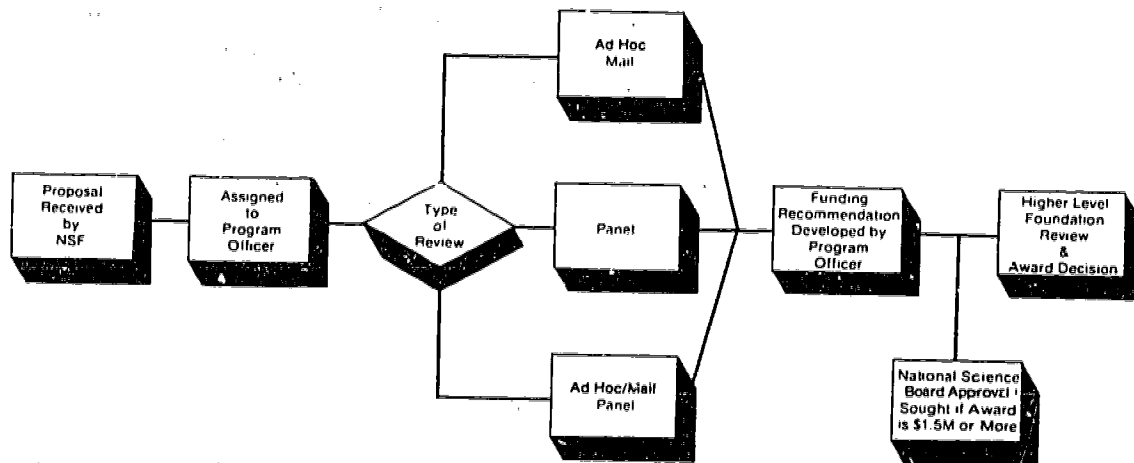 Proposal
Received
by
NSF
Assigned
to
Program
Officer
Type
of
Review
Ad Hoc
Mail
Panel
Ad Hoc/Mail
Panel
Funding
Recommendation
Developed by
Program
Officer
Higher Level
Foundation
Review
&
Award Decision
National Science
Board Approval
Sought if Award
is $1.5M or More